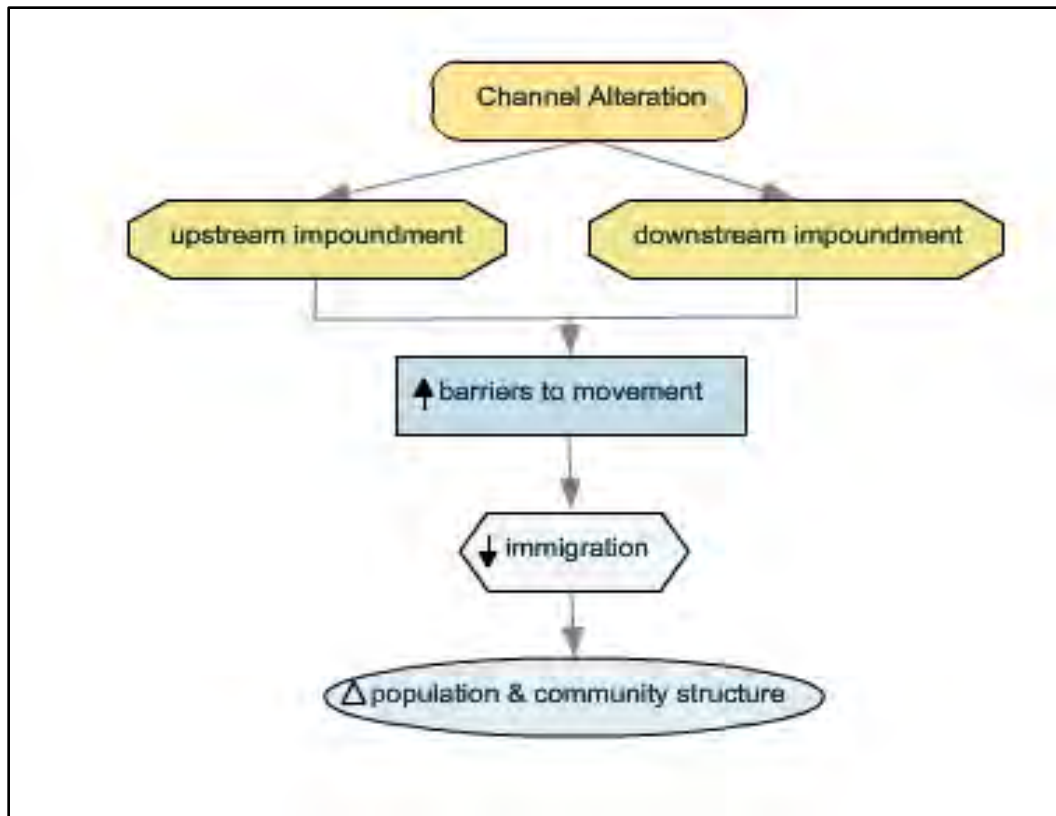 Channel Alteration
upstream impoundment
downstream impoundment
↑ barriers to movement
↓ immigration
Δ population & community structure